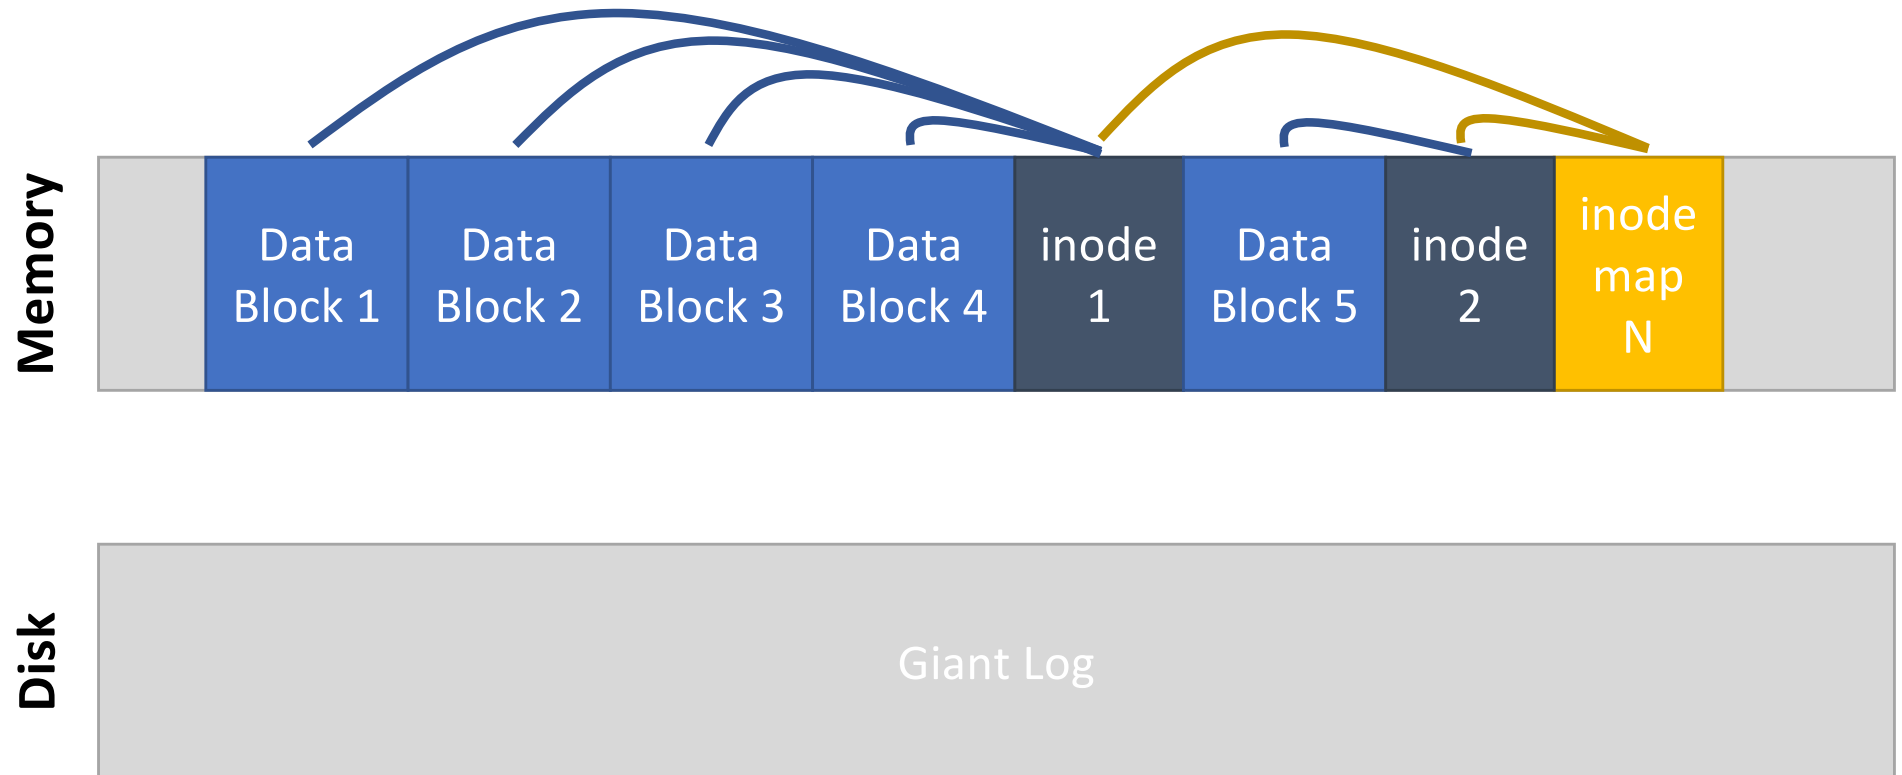 Memory
Data
Block 1
Data
Block 2
Data
Block 3
Data
Block 4
inode
1
Data
Block 5
inode
2
inode
map
N
Disk
Giant Log